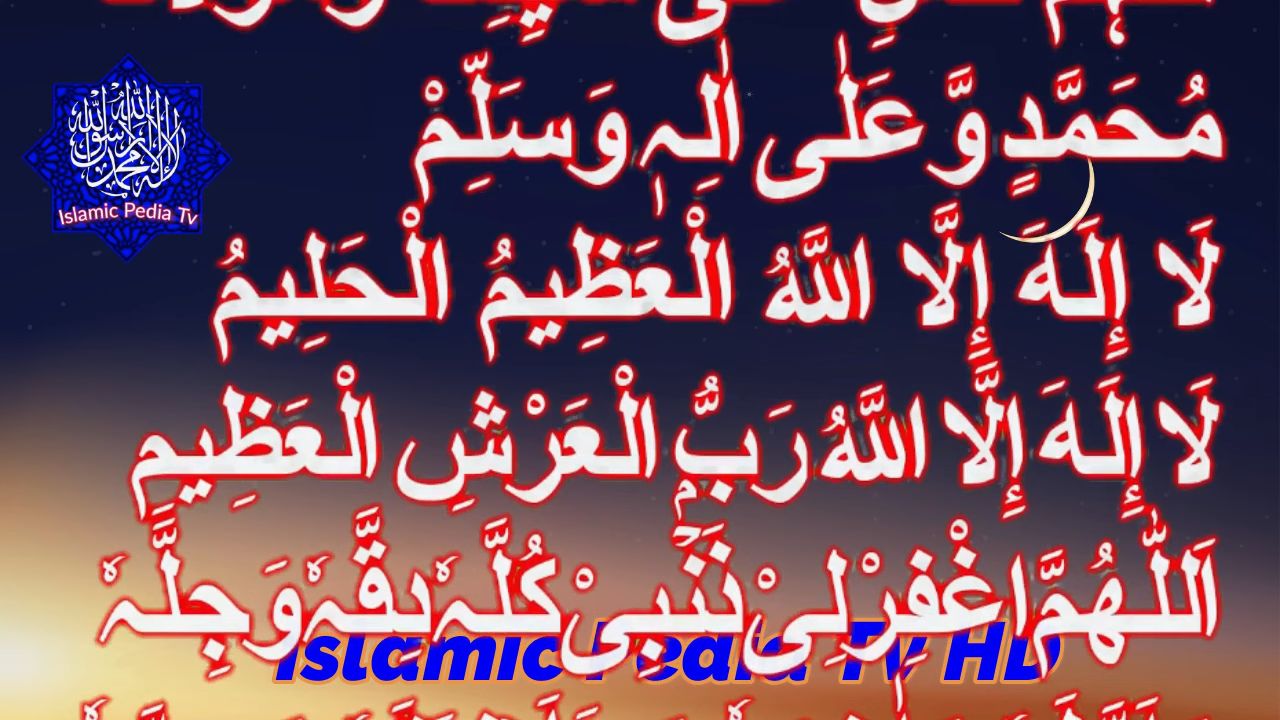 مُحَمَّدٍ وَّ عَلٰى اٰلِهٖ وَسَلِّمْ
لَا إِلَهَ إِلَّا اللَّهُ الْعَظِيمُ الْحَلِيمُ
لَا إِلَهَ إِلَّا اللَّهُ رَبُّ الْعَرْشِ الْعَظِيمِ
اَللّٰهُمَّ اغْفِرْلِیْ ذَنْۢبِیْ کُلَّہٗ دِقَّہٗ وَجِلَّہٗ
Islamic Pedia Tv
Islamic Pedia Tv HD